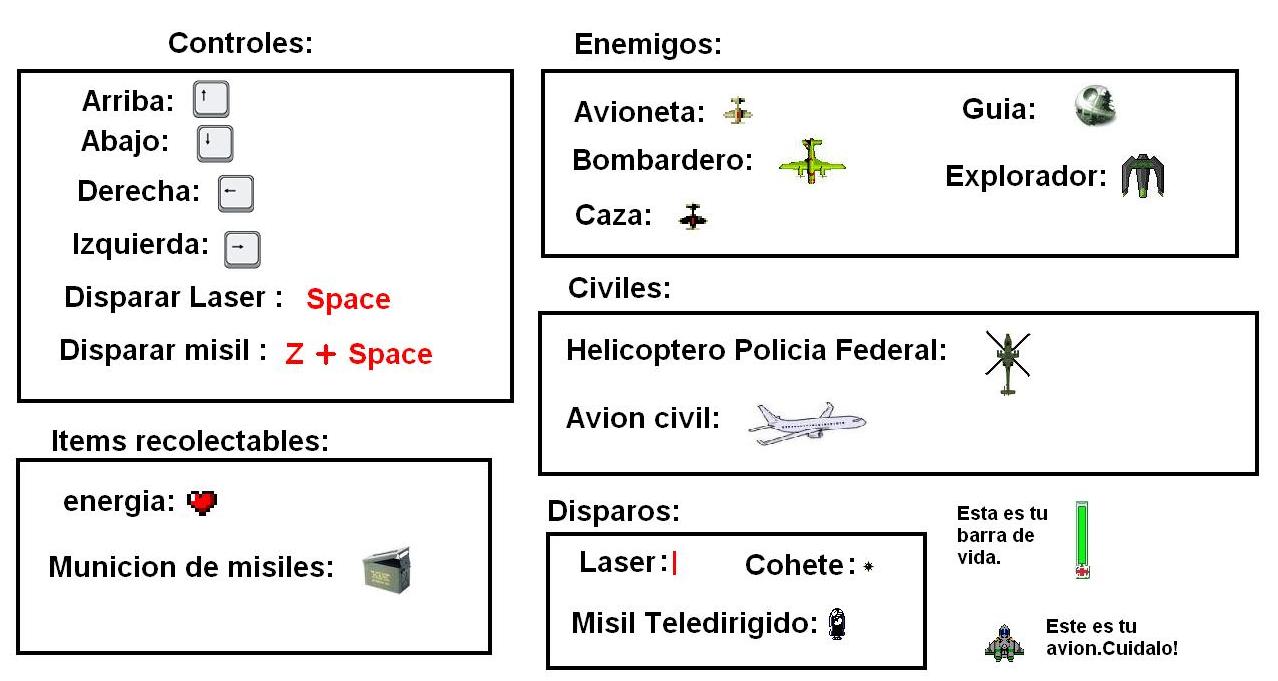 Controles:
Arriba: ↑
Abajo: ↓
Derecha: ←
Izquierda: →
Disparar Laser : Space
Disparar misil : Z + Space
Items recolectables:
energia:
Municion de misiles:
Enemigos:
Avioneta:
Guia:
Bombardero:
Explorador:
Caza:
Civiles:
Helicoptero Policia Federal:
Avion civil:
Disparos:
Laser:
Cohete:
Misil Teledirigido:
Esta es tu
barra de
vida.
Este es tu
avion.Cuidalo!